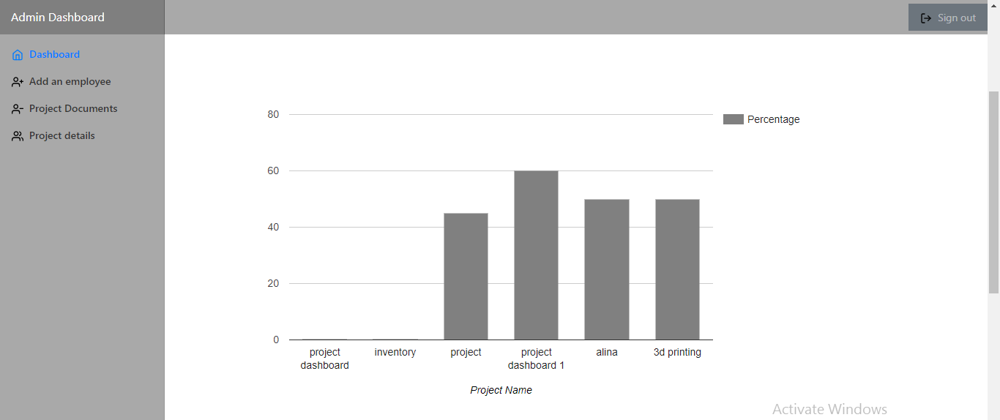 Admin Dashboard
Sign out
Dashboard
Add an employee
Project Documents
Project details
80
60
40
20
0
Percentage
project dashboard
inventory
project
project dashboard 1
alina
3d printing
Project Name
Activate Windows